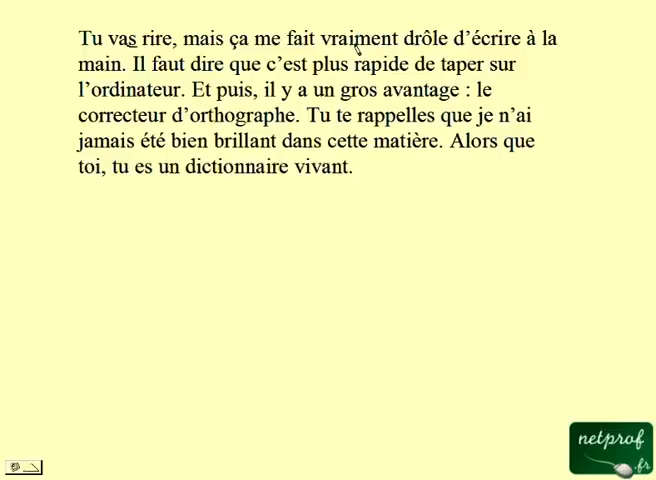 Tu vas rire, mais ça me fait vraiment drôle d’écrire à la
main. Il faut dire que c’est plus rapide de taper sur
l’ordinateur. Et puis, il y a un gros avantage : le
correcteur d’orthographe. Tu te rappelles que je n’ai
jamais été bien brillant dans cette matière. Alors que
toi, tu es un dictionnaire vivant.
netprof
.fr